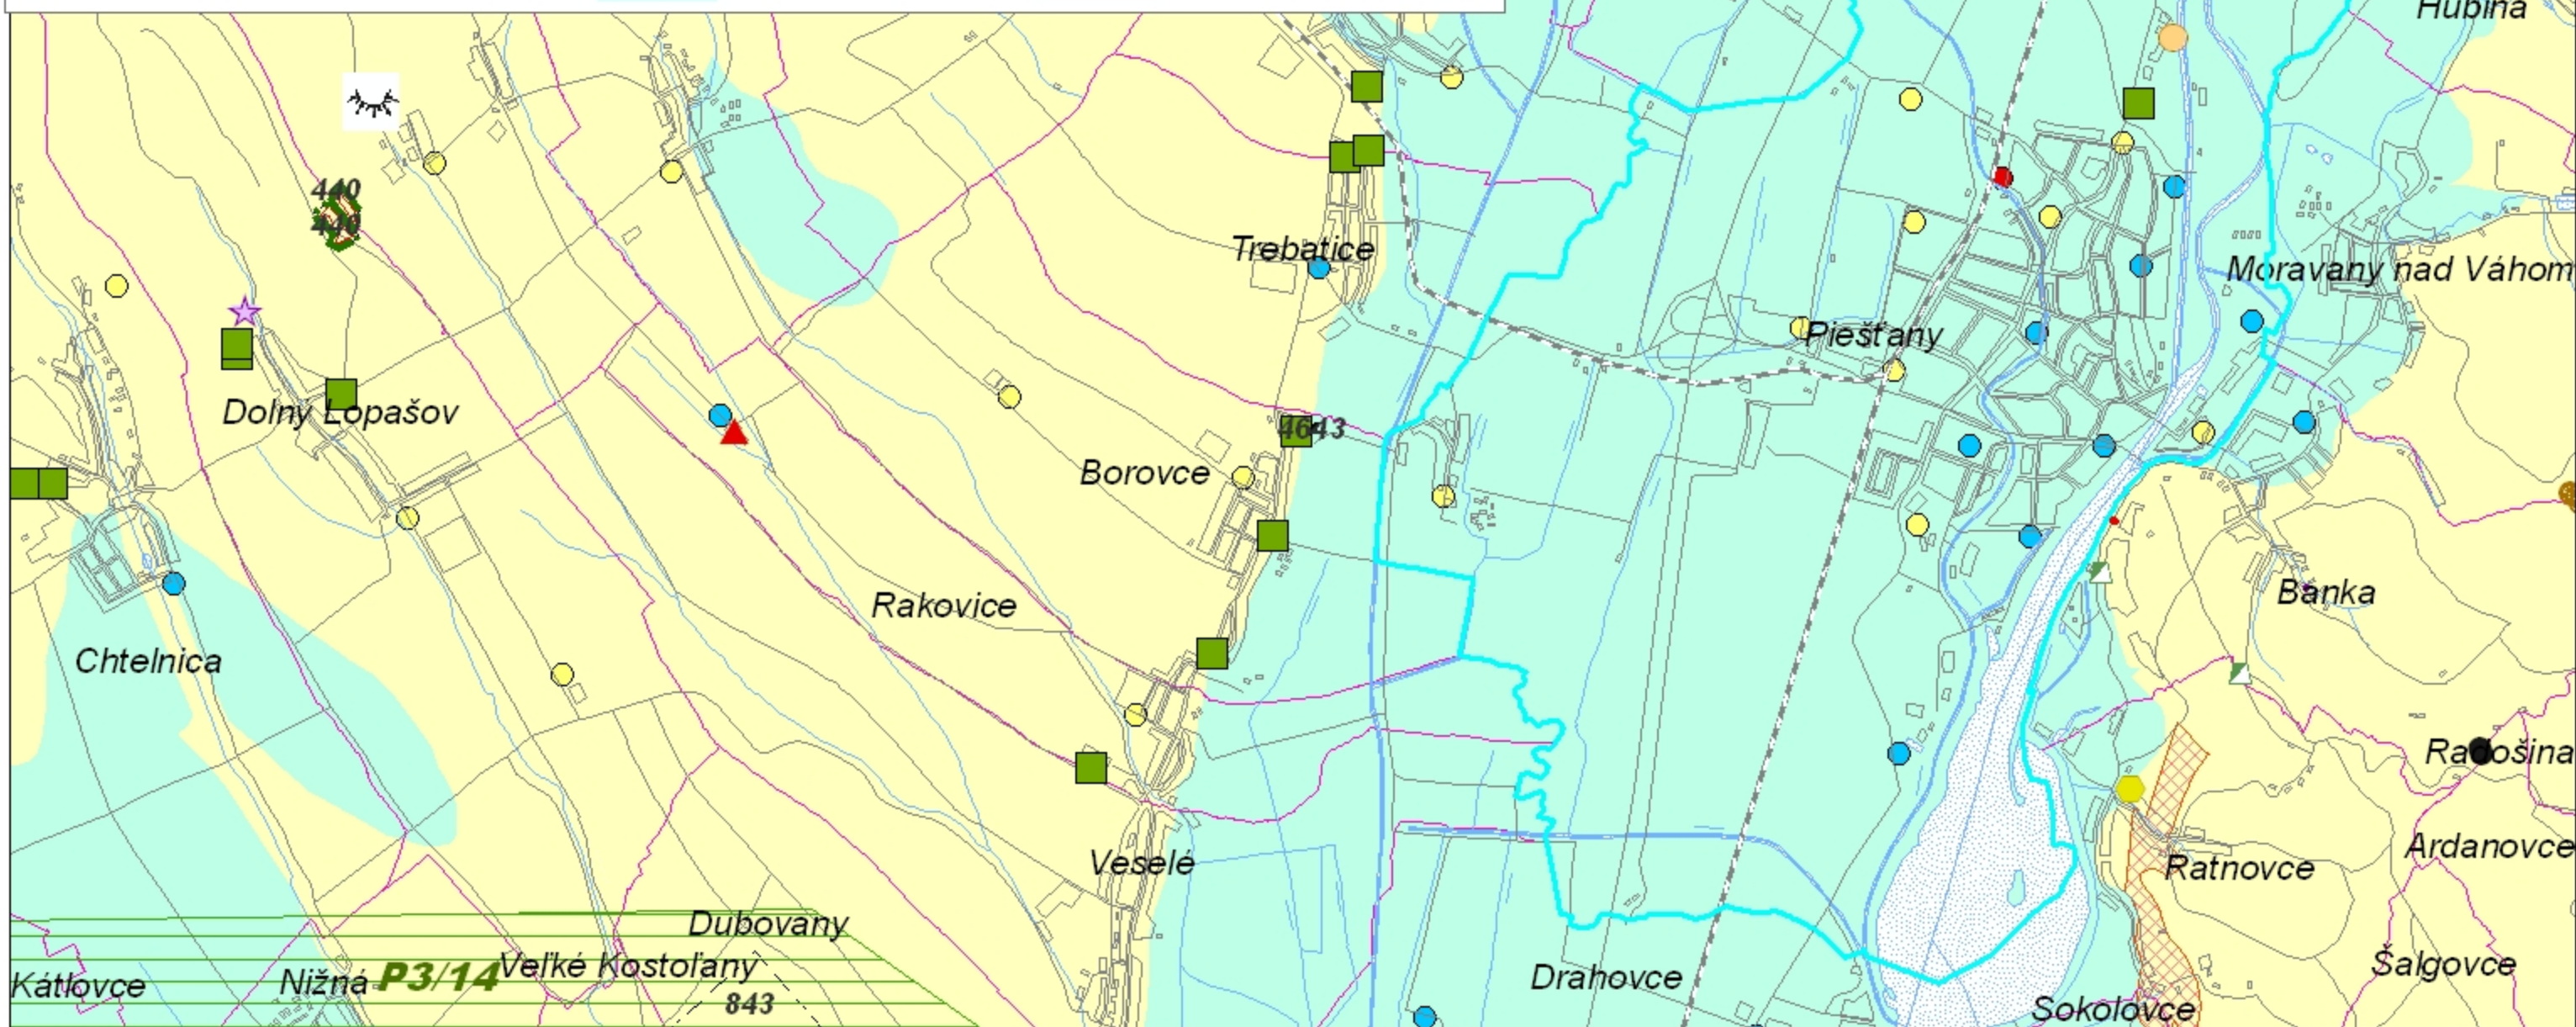 Hubina
440
440
Trebatice
Moravany nad Váhom
Piešťany
Dolný Lopašov
4643
Borovce
Banka
Rakovice
Chtelnica
Radošina
Ardanovce
Veselé
Ratnovce
Dubovany
Šalgovce
Veľké Kostoľany
P3/14
Nižná
Kátlovce
Drahovce
843
Sokolovce